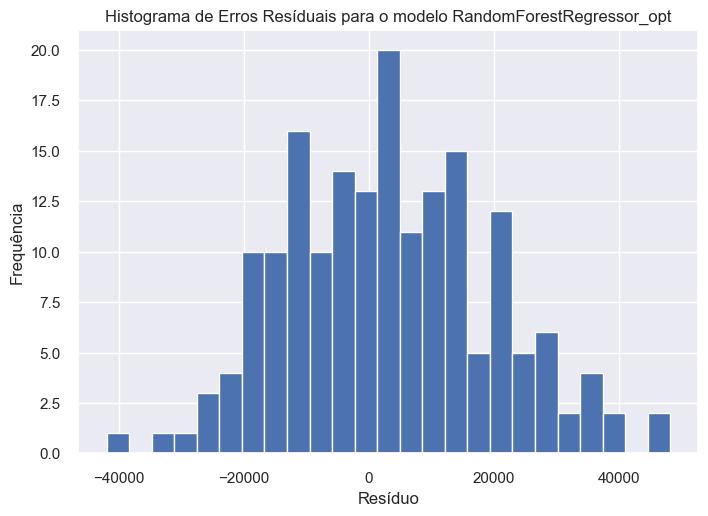 Histograma de Erros Resíduais para o modelo RandomForestRegressor_opt
20.0
17.5
15.0
12.5
10.0
7.5
5.0
2.5
0.0
Frequência
−40000 −20000 0 20000 40000
Resíduo